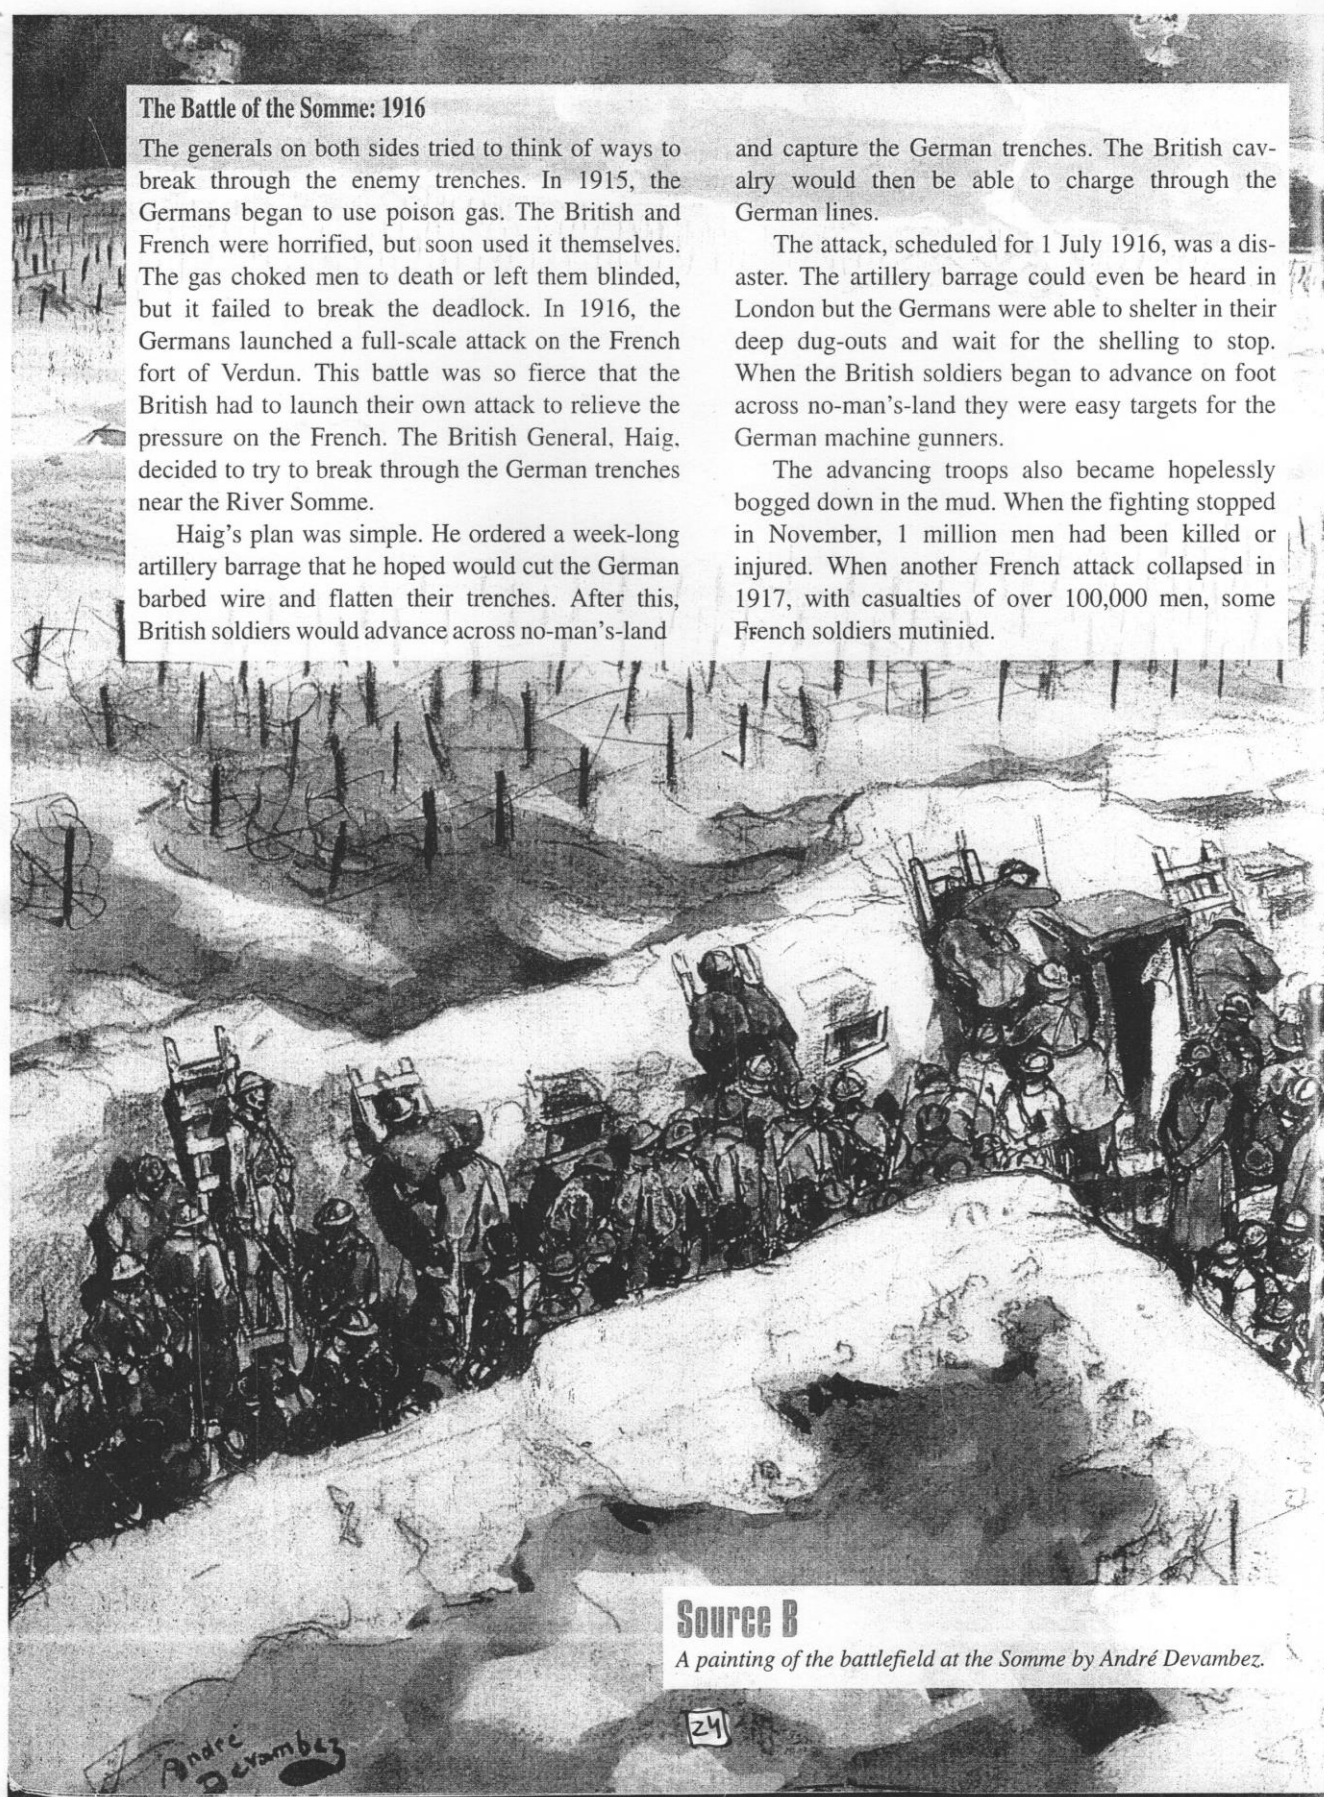 The Battle of the Somme: 1916
The generals on both sides tried to think of ways to
break through the enemy trenches. In 1915, the
Germans began to use poison gas. The British and
French were horrified, but soon used it themselves.
The gas choked men to death or left them blinded,
but it failed to break the deadlock. In 1916, the
Germans launched a full-scale attack on the French
fort of Verdun. This battle was so fierce that the
British had to launch their own attack to relieve the
pressure on the French. The British General, Haig,
decided to try to break through the German trenches
near the River Somme.
Haig's plan was simple. He ordered a week-long
artillery barrage that he hoped would cut the German
barbed wire and flatten their trenches. After this,
British soldiers would advance across no-man's-land
and capture the German trenches. The British cav-
alry would then be able to charge through the
German lines.
The attack, scheduled for 1 July 1916, was a dis-
aster. The artillery barrage could even be heard in
London but the Germans were able to shelter in their
deep dug-outs and wait for the shelling to stop.
When the British soldiers began to advance on foot
across no-man's-land they were easy targets for the
German machine gunners.
The advancing troops also became hopelessly
bogged down in the mud. When the fighting stopped
in November, 1 million men had been killed or
injured. When another French attack collapsed in
1917, with casualties of over 100,000 men, some
French soldiers mutinied.
Source B
A painting of the battlefield at the Somme by André Devambez.
24
André
Devambez